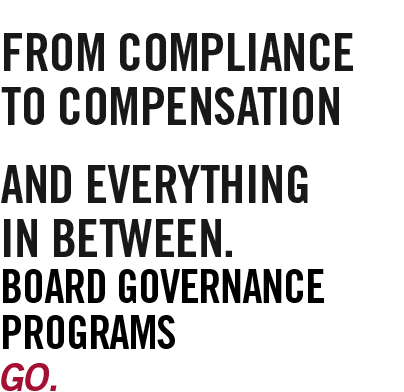 FROM COMPLIANCE
TO COMPENSATION
AND EVERYTHING
IN BETWEEN.
BOARD GOVERNANCE
PROGRAMS
GO.